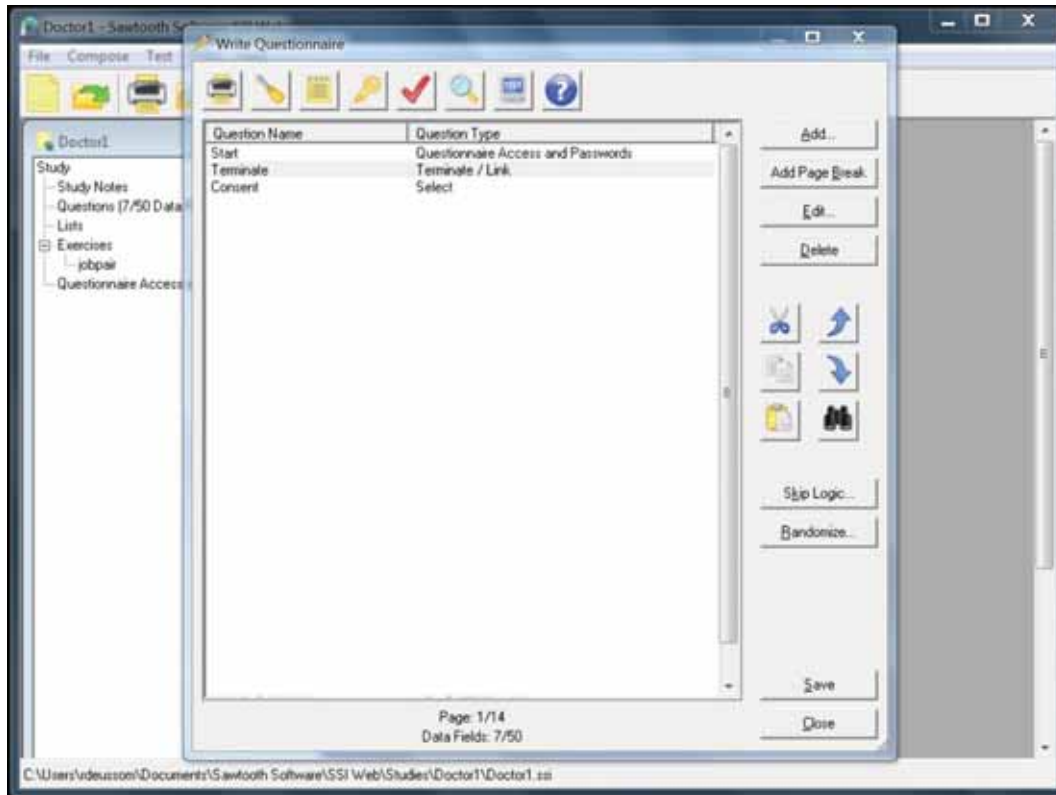 Doctor1 - Sawtooth
File Compose Test
Write Questionnaire
Doctor1
Study
Study Notes
Questions (7/50 Data
Lists
Exercises
jobpair
Questionnaire Access
Question Name Question Type
Start Questionnaire Access and Passwords
Terminate Terminate / Link
Consent Select
Add...
Add Page Break
Edit...
Delete
Skip Logic...
Randomize...
Save
Close
Page: 1/14
Data Fields: 7/50
C:\Users\rdeusson\Documents\Sawtooth Software\SSI Web\Studies\Doctor1\Doctor1.ssi